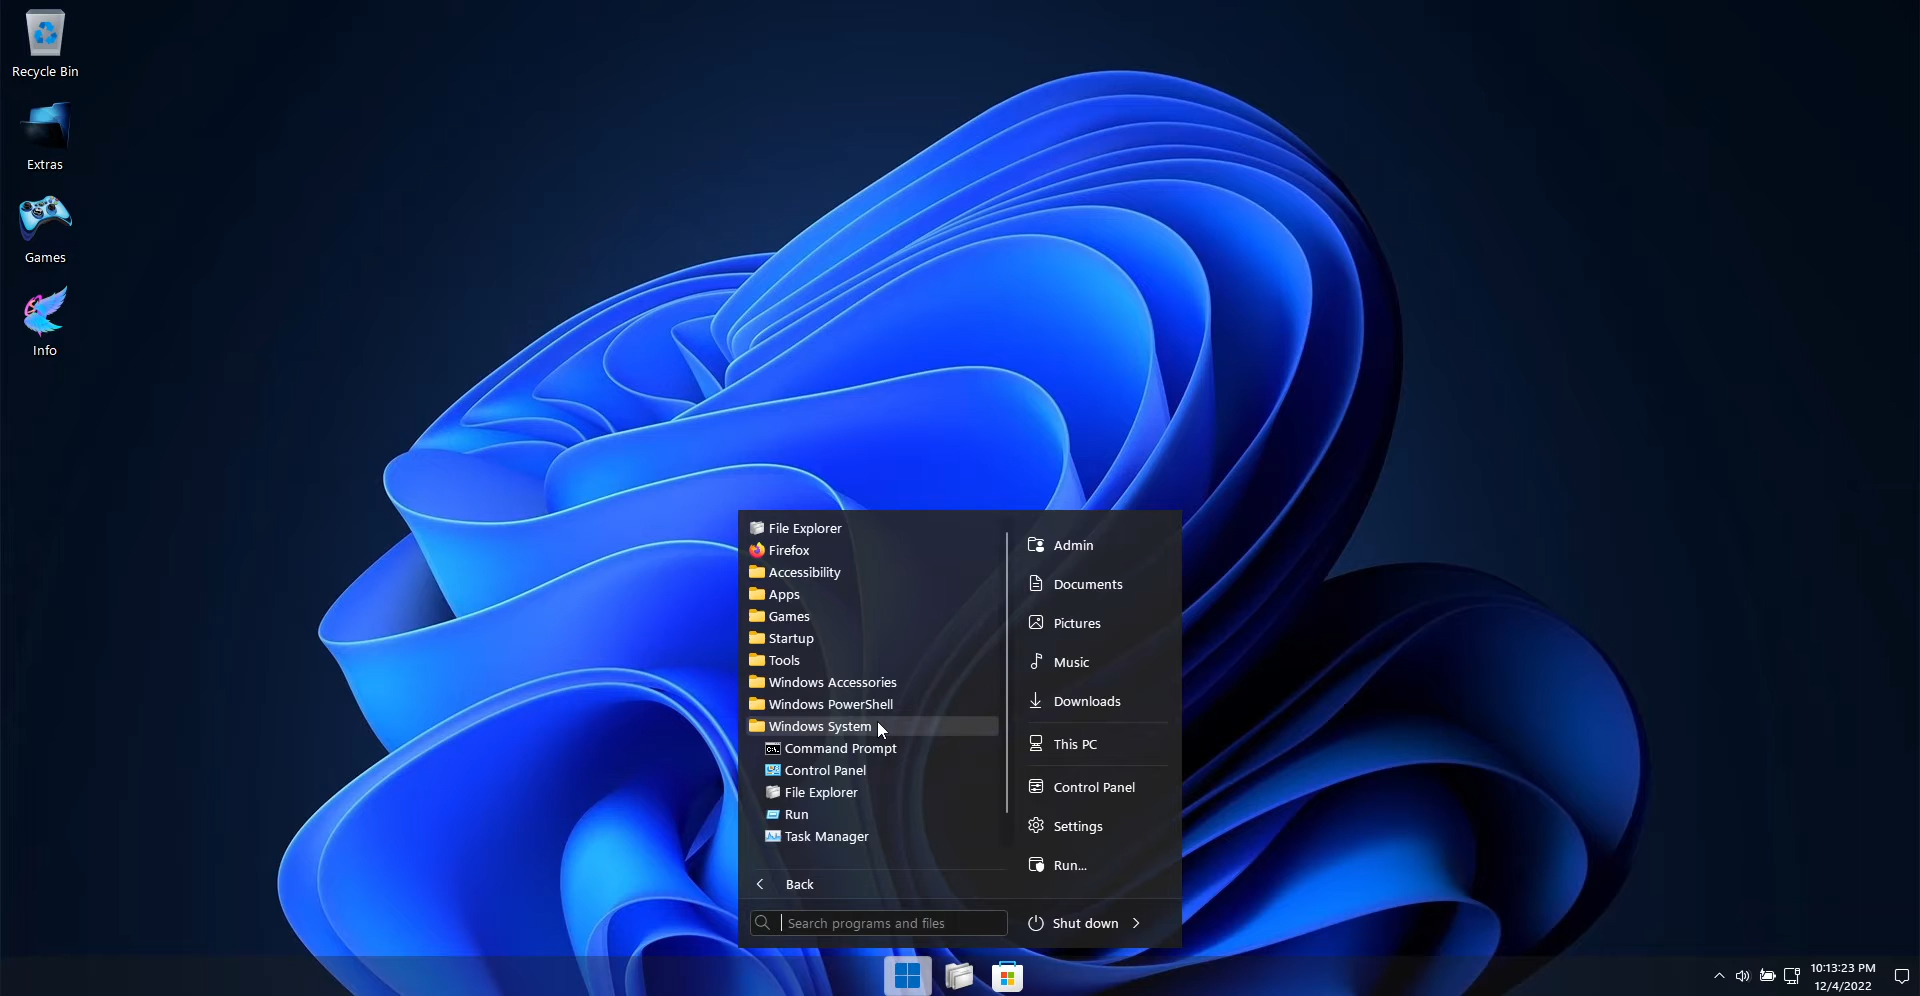 Recycle Bin
Extras
Games
Info
File Explorer
Firefox
Accessibility
Apps
Games
Startup
Tools
Windows Accessories
Windows PowerShell
Windows System
Command Prompt
Control Panel
File Explorer
Run
Task Manager
Back
Search programs and files
Admin
Documents
Pictures
Music
Downloads
This PC
Control Panel
Settings
Run...
Shut down
10:13:23 PM
12/4/2022